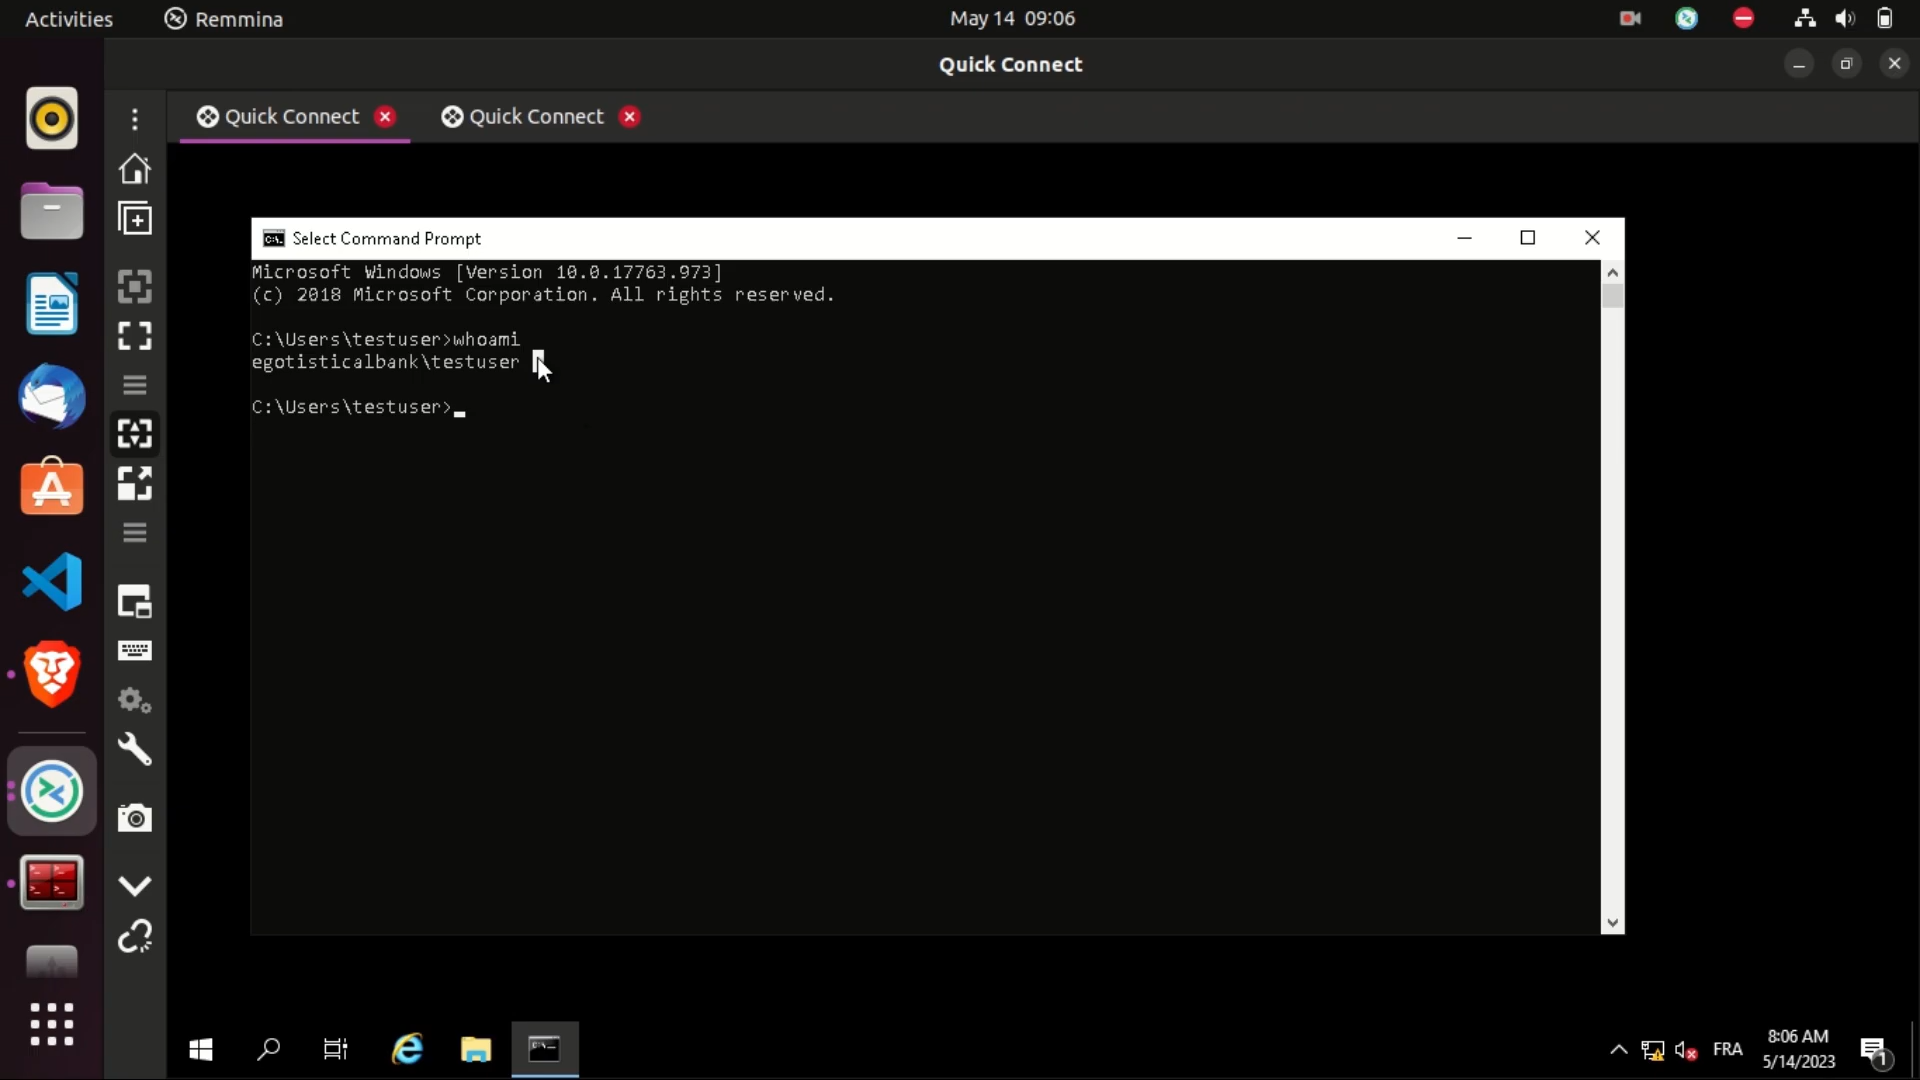 Activities Remmina May 14 09:06
Quick Connect
Quick Connect Quick Connect
Select Command Prompt
Microsoft Windows [Version 10.0.17763.973]
(c) 2018 Microsoft Corporation. All rights reserved.
C:\Users\testuser>whoami
egotisticalbank\testuser
C:\Users\testuser>_
FRA
8:06 AM
5/14/2023
1